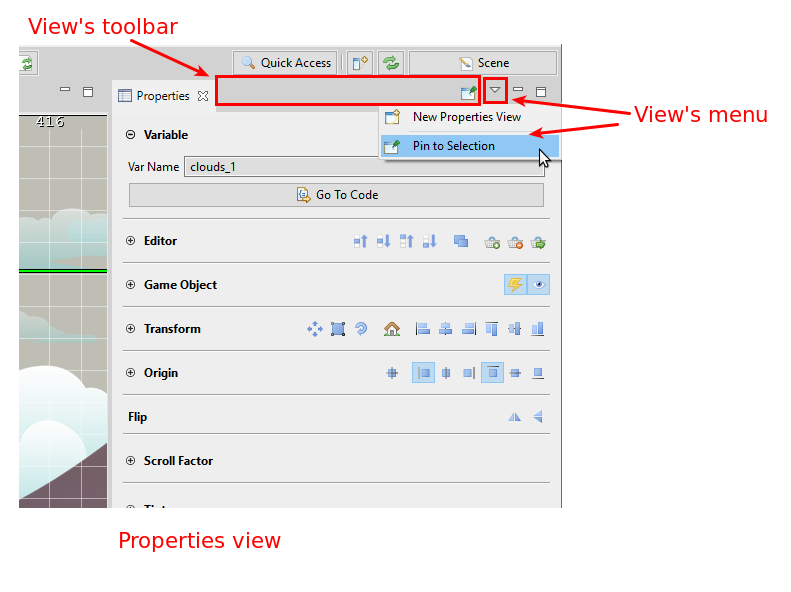 View's toolbar
Quick Access
Scene
Properties
View's menu
416
New Properties View
Variable
Pin to Selection
Var Name
clouds_1
Go To Code
Editor
Game Object
Transform
Origin
Flip
Scroll Factor
Properties view